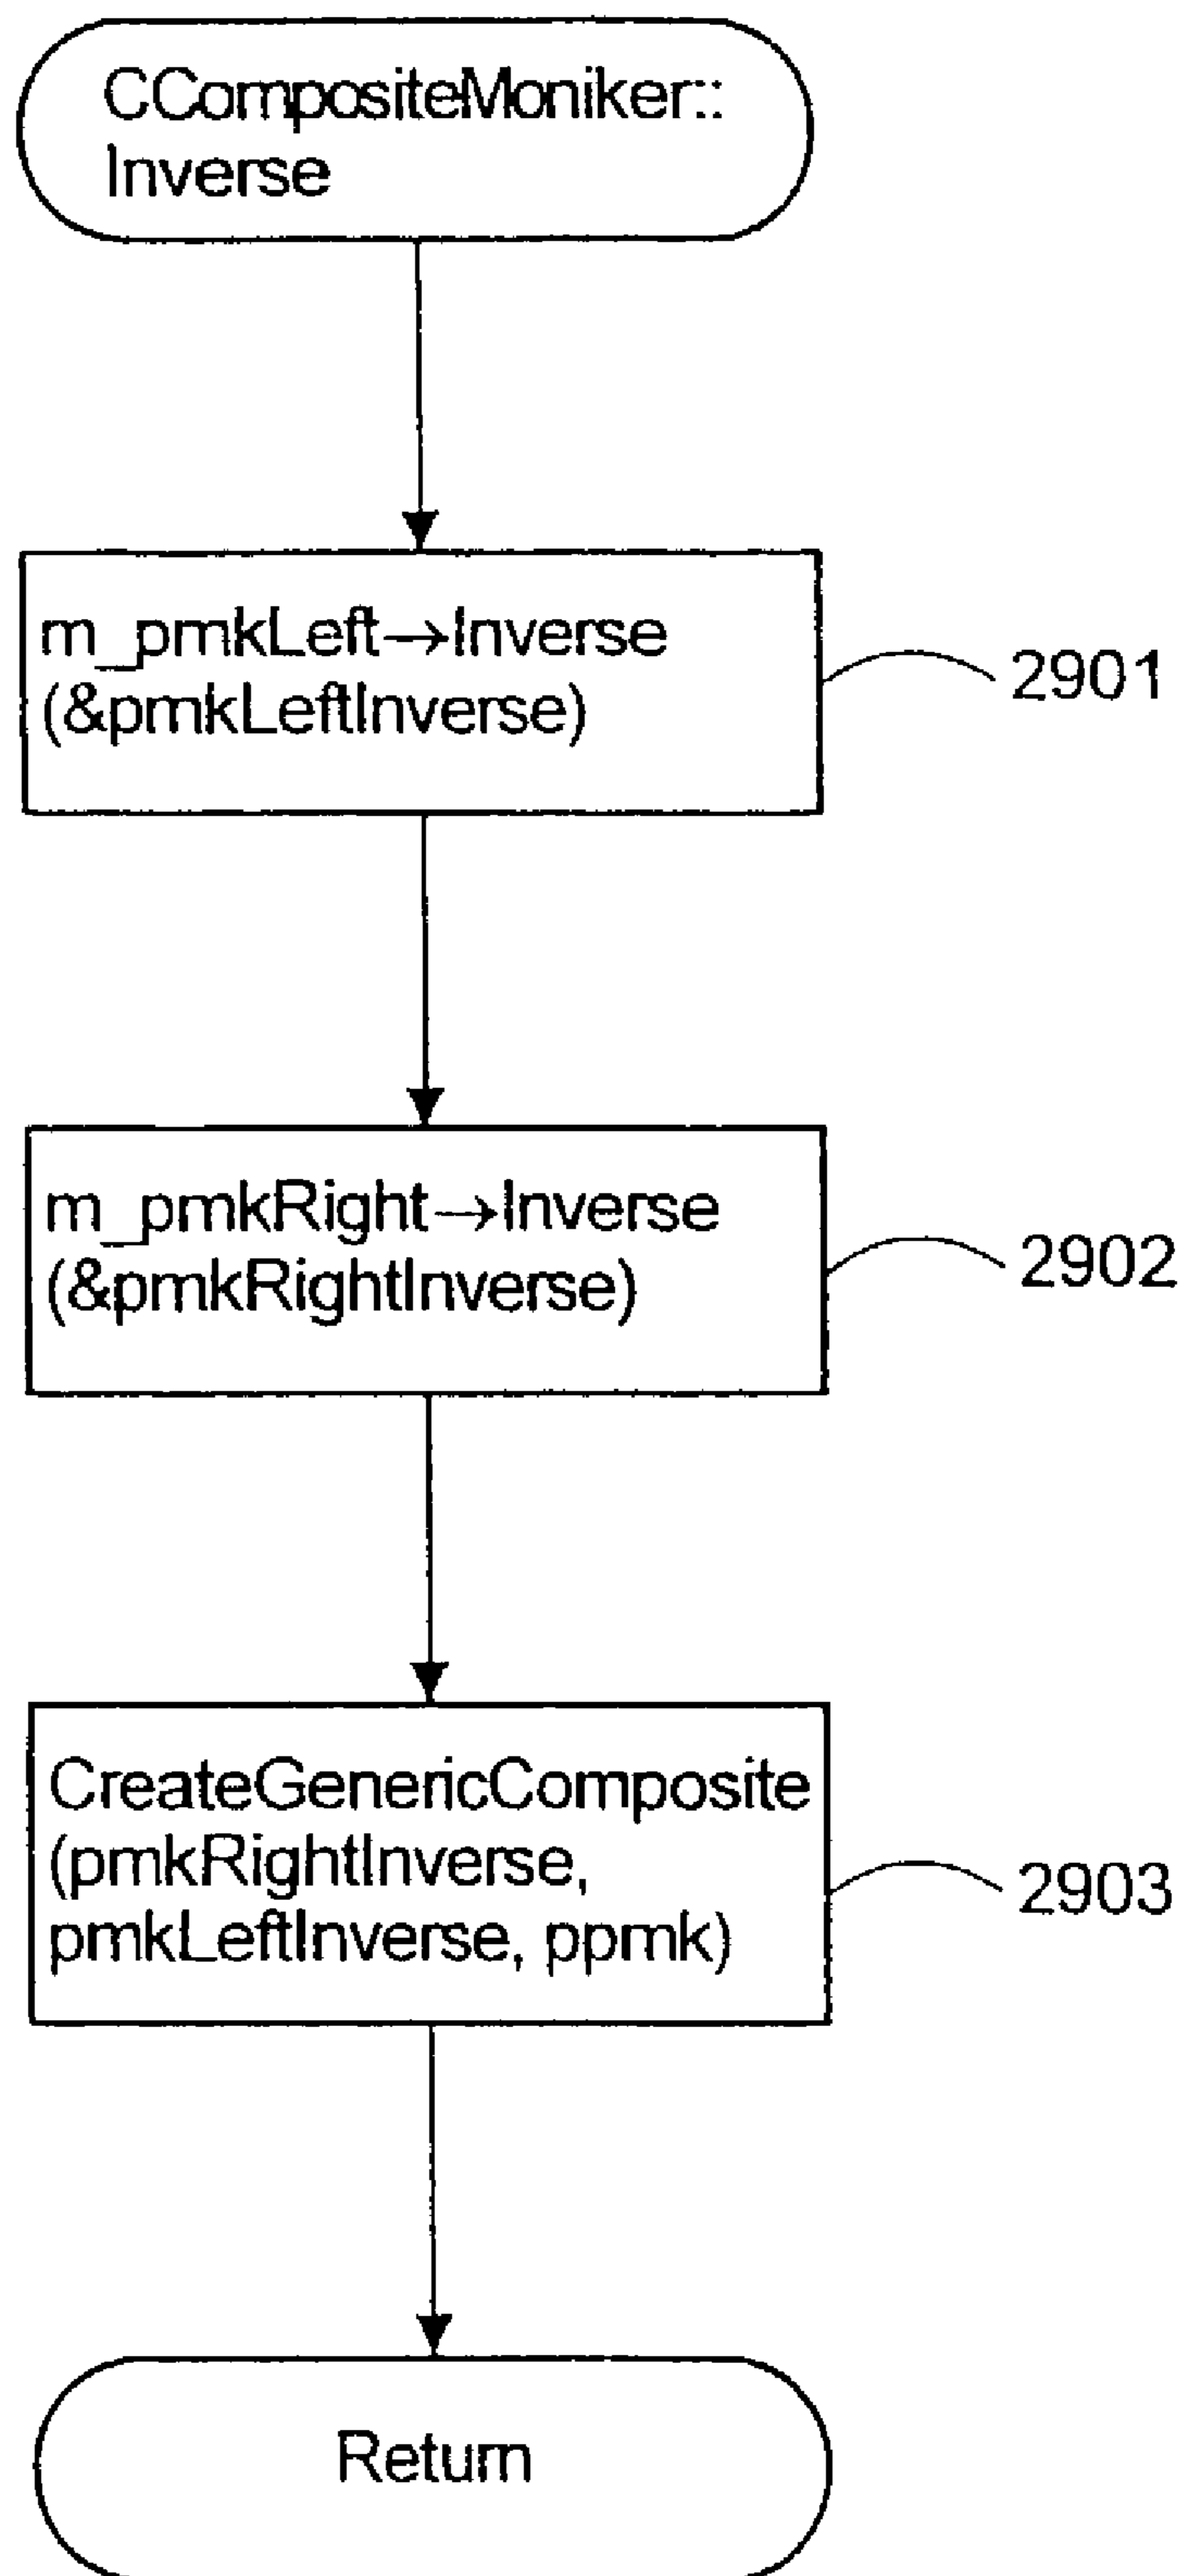 CCompositeMoniker::
Inverse
m_pmkLeft→Inverse
(&pmkLeftInverse)
2901
m_pmkRight→Inverse
(&pmkRightInverse)
2902
CreateGenericComposite
(pmkRightInverse,
pmkLeftInverse, ppmk)
2903
Return